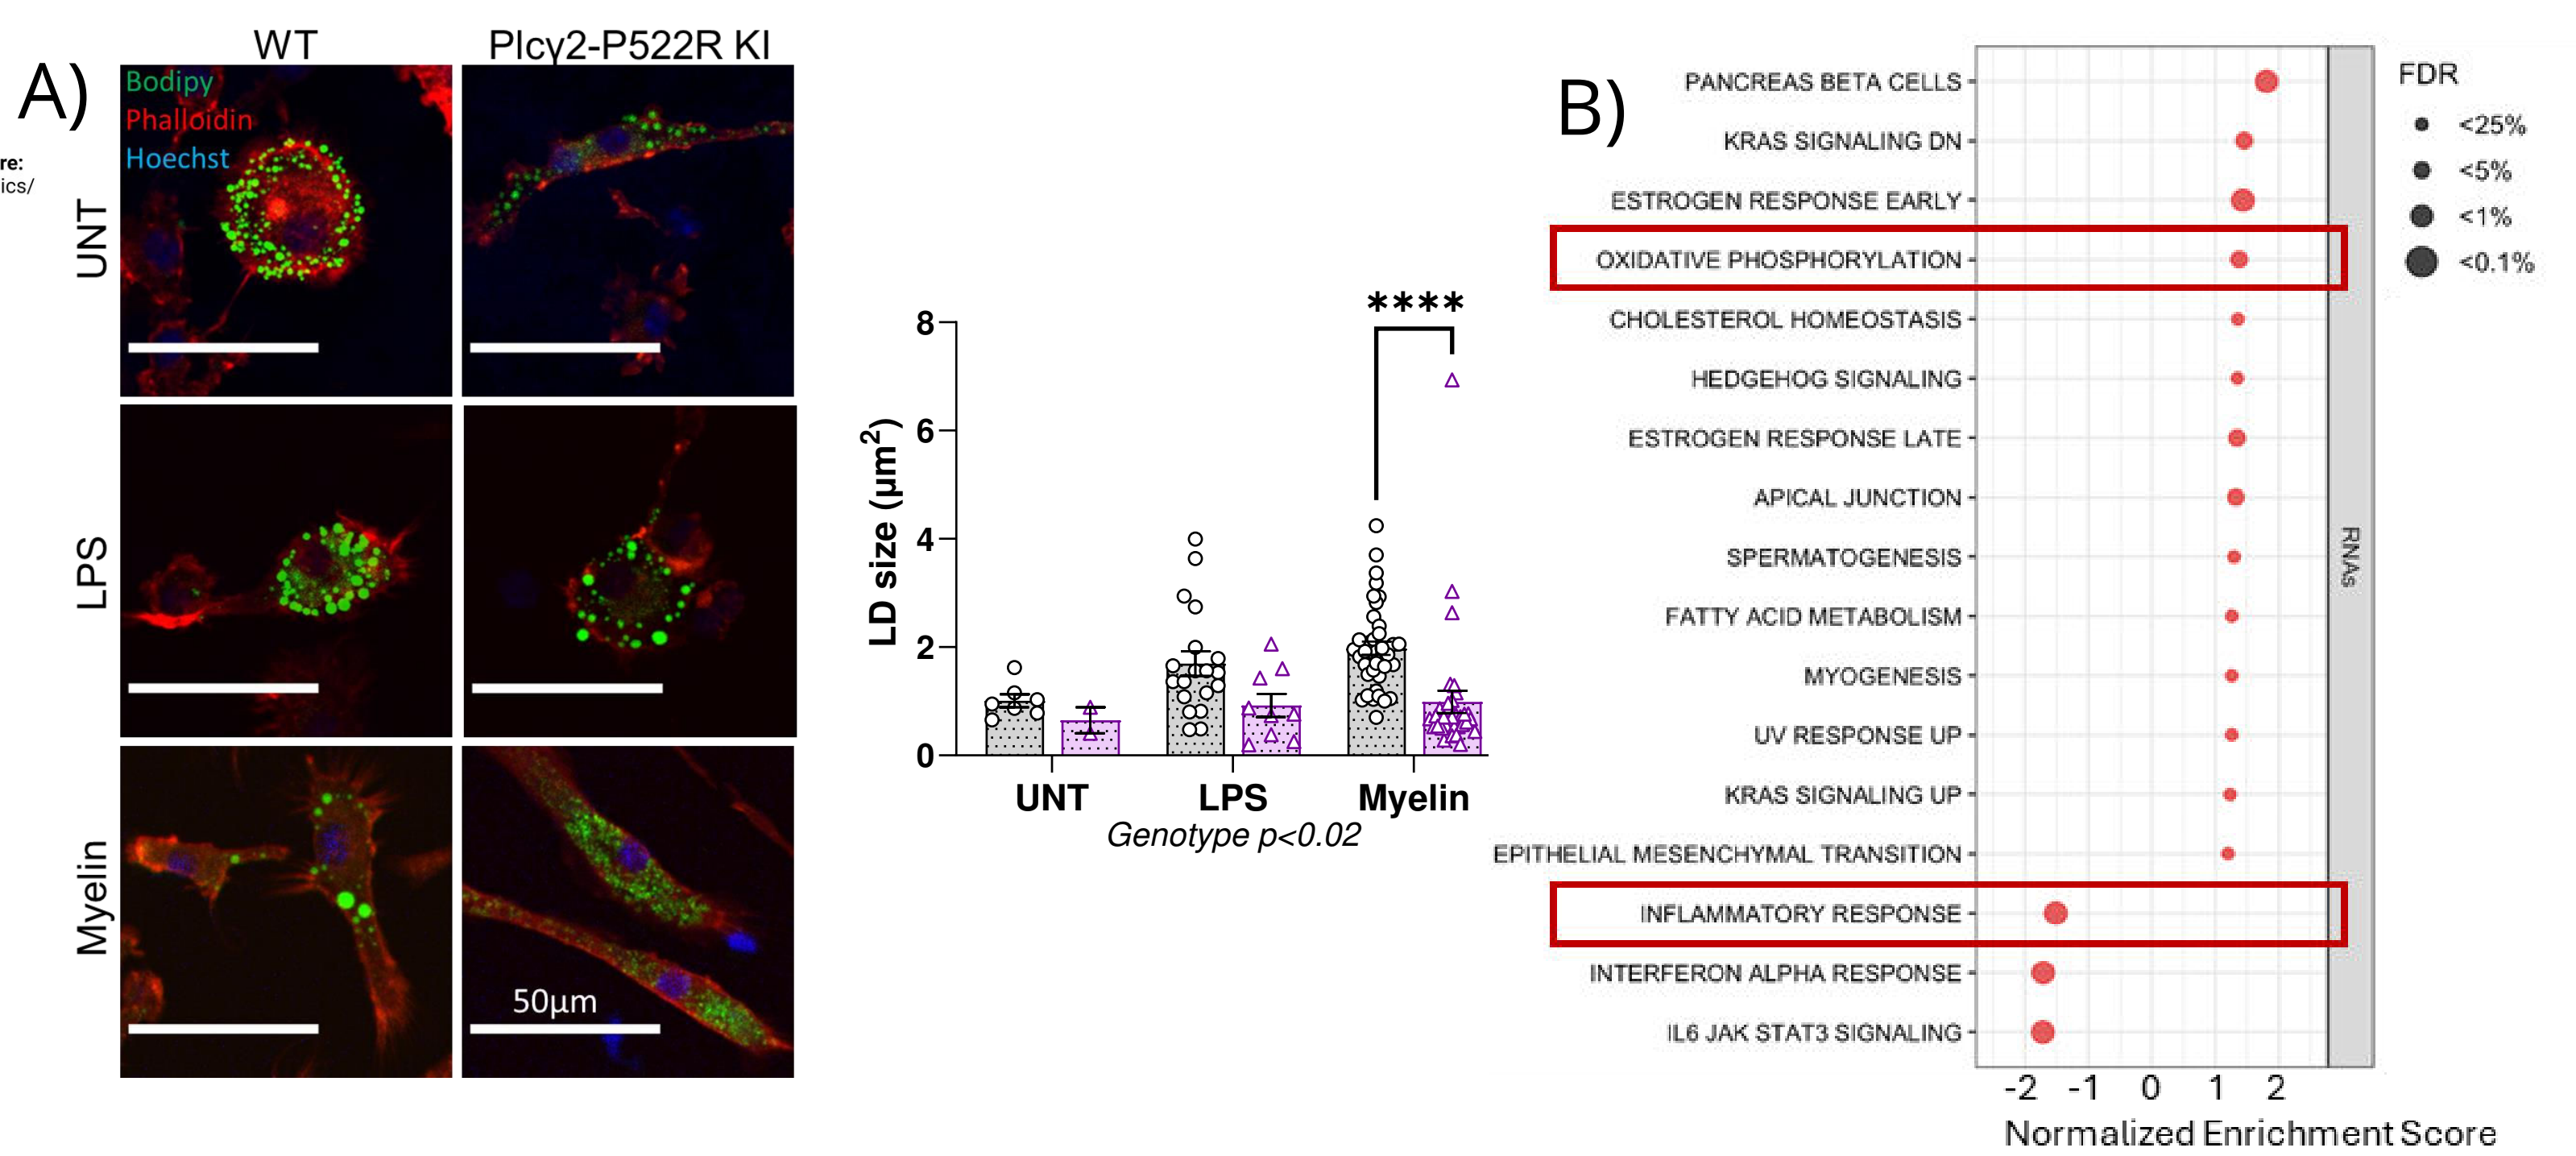 A)
WT
Plcγ2-P522R KI
Bodipy
Phalloidin
Hoechst
re:
ics/
UNT
LPS
Myelin
50μm
LD size (μm²)
8
6
4
2
0
****
UNT
LPS
Myelin
Genotype p<0.02
B)
PANCREAS BETA CELLS
KRAS SIGNALING DN
ESTROGEN RESPONSE EARLY
OXIDATIVE PHOSPHORYLATION
CHOLESTEROL HOMEOSTASIS
HEDGEHOG SIGNALING
ESTROGEN RESPONSE LATE
APICAL JUNCTION
SPERMATOGENESIS
FATTY ACID METABOLISM
MYOGENESIS
UV RESPONSE UP
KRAS SIGNALING UP
EPITHELIAL MESENCHYMAL TRANSITION
INFLAMMATORY RESPONSE
INTERFERON ALPHA RESPONSE
IL6 JAK STAT3 SIGNALING
RNAs
-2 -1 0 1 2
Normalized Enrichment Score
FDR
<25%
<5%
<1%
<0.1%